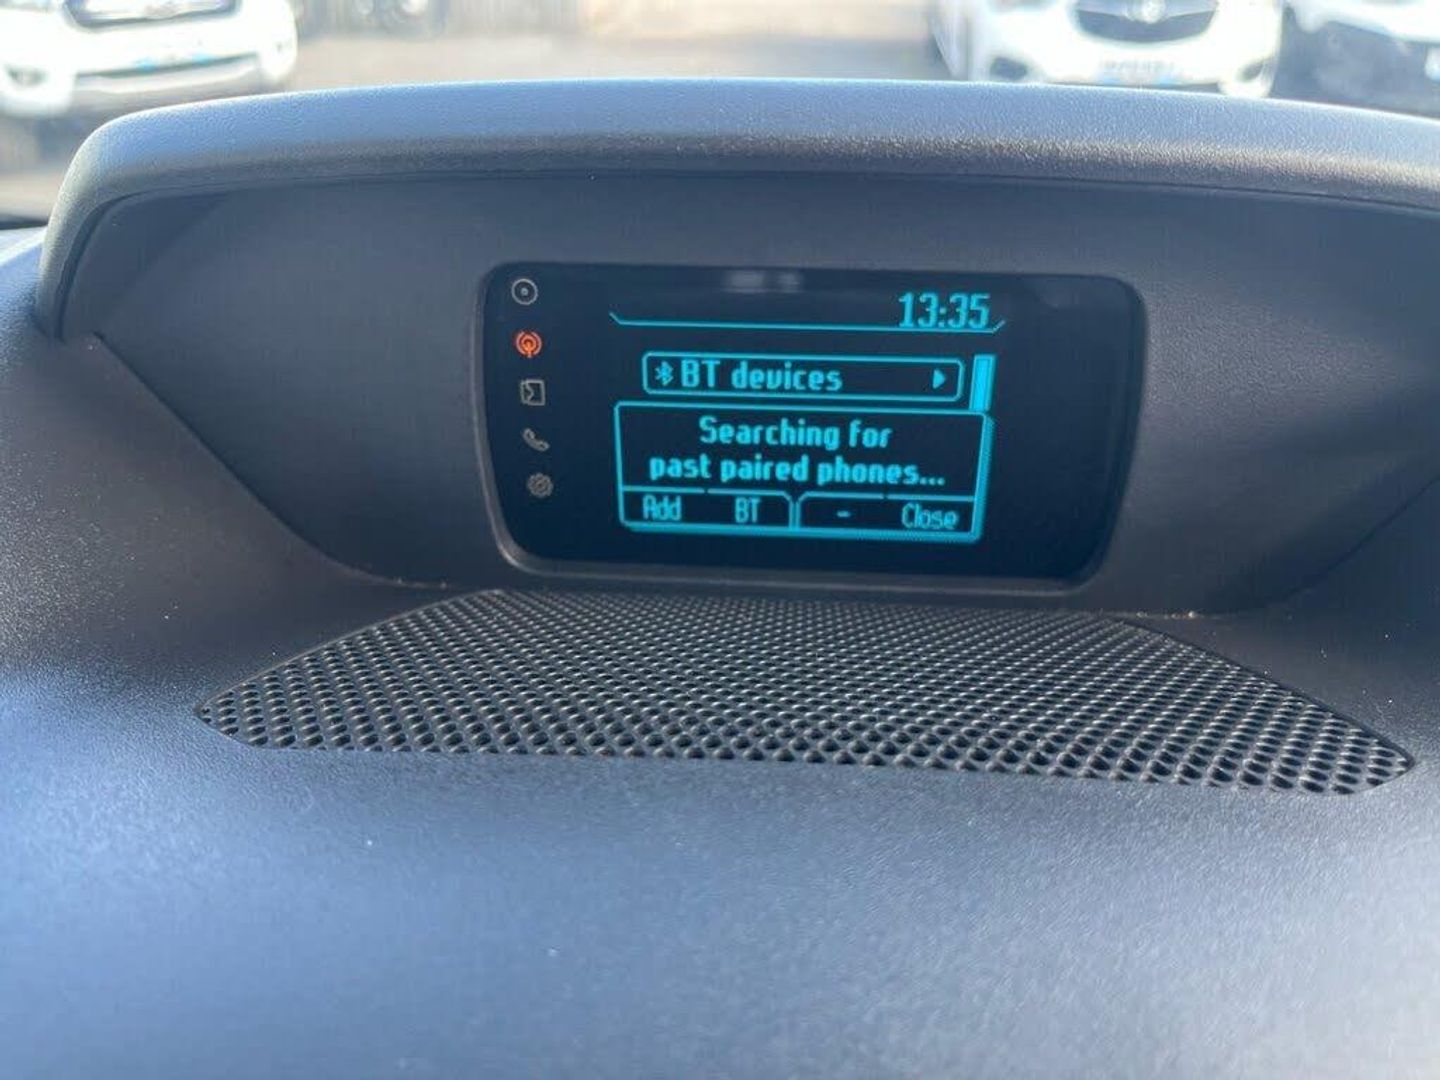 13:35
BT devices
Searching for
past paired phones...
Add BT - Close